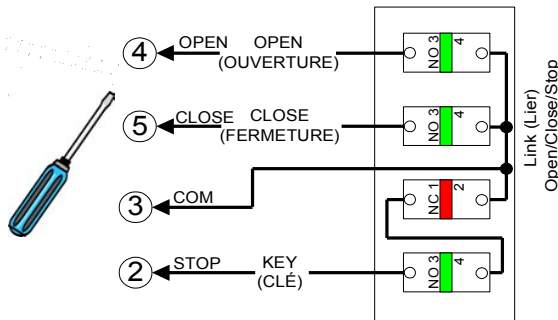 4 OPEN OPEN NO 3 4
(OUVERTURE)
5 CLOSE CLOSE NO 3 4
(FERMETURE)
3 COM NC 1 2
2 STOP KEY NO 3 4
(CLÉ)
Link (Lier)
Open/Close/Stop